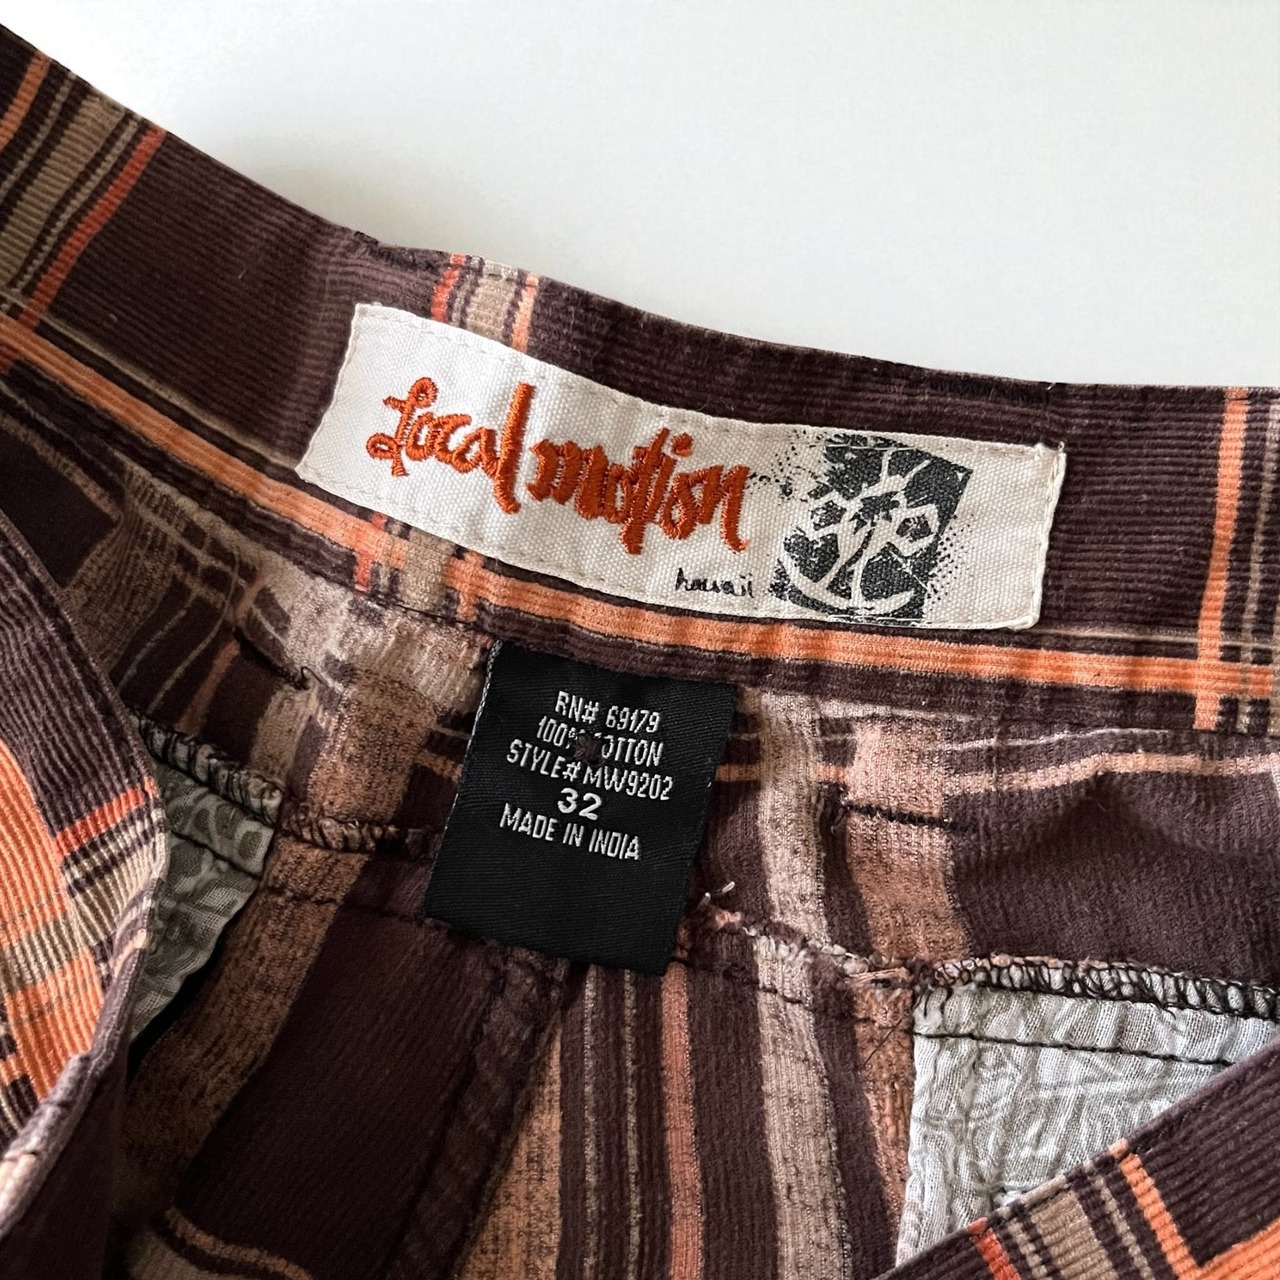 Local motion
hawaii
RN# 69179
100% COTTON
STYLE# MW9202
32
MADE IN INDIA